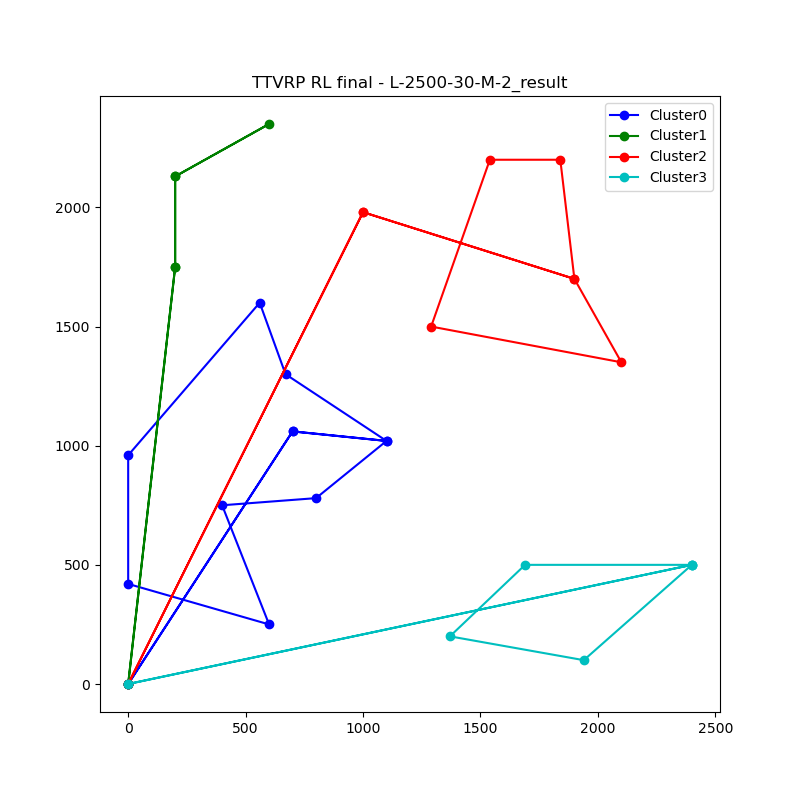 TTVRP RL final - L-2500-30-M-2_result
Cluster0
Cluster1
Cluster2
Cluster3
2000
1500
1000
500
0
0 500 1000 1500 2000 2500